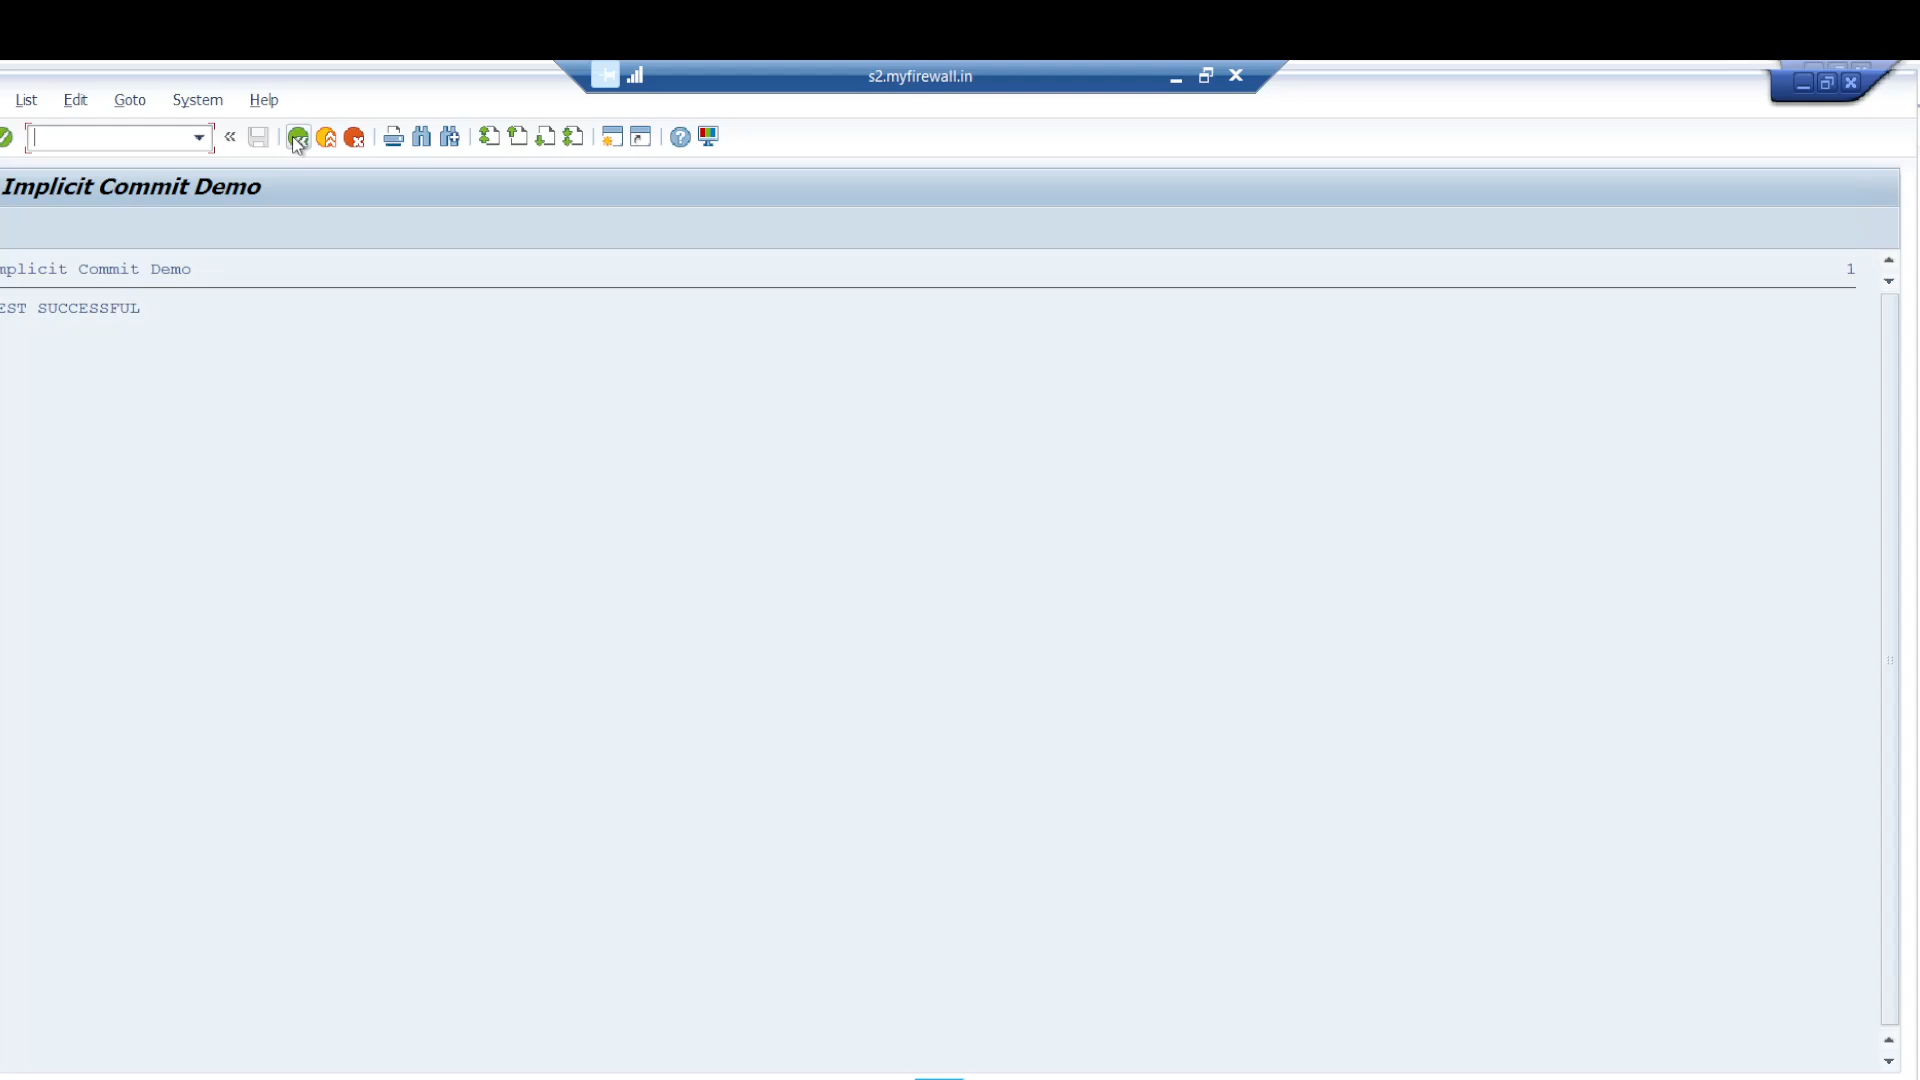 s2.myfirewall.in
List Edit Goto System Help
Implicit Commit Demo
mplicit Commit Demo 1
EST SUCCESSFUL